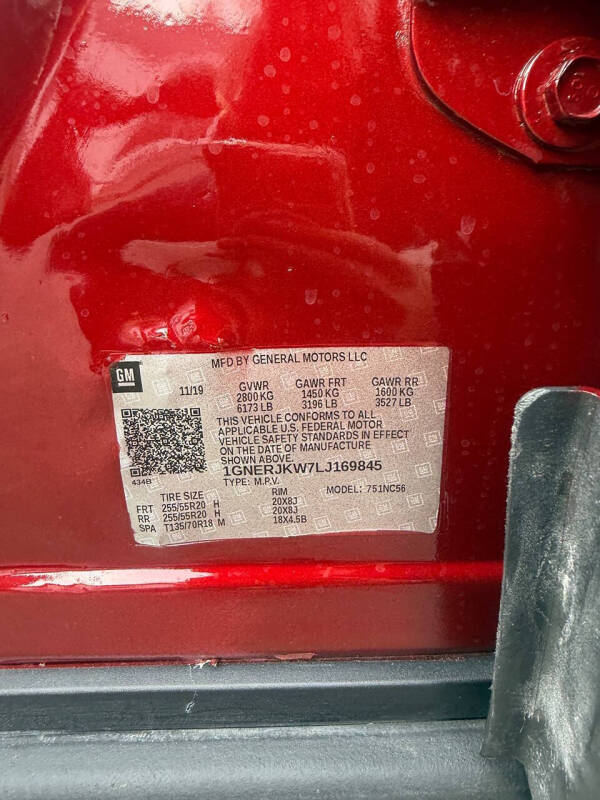 MFD BY GENERAL MOTORS LLC
GM
11/19 GVWR GAWR FRT GAWR RR
2800 KG 1450 KG 1600 KG
6173 LB 3196 LB 3527 LB
THIS VEHICLE CONFORMS TO ALL
APPLICABLE U.S. FEDERAL MOTOR
VEHICLE SAFETY STANDARDS IN EFFECT
ON THE DATE OF MANUFACTURE
SHOWN ABOVE.
434B
1GNERJKW7LJ169845
TYPE: M.P.V. MODEL: 751NC56
TIRE SIZE RIM
FRT 255/55R20 H 20X8J
RR 255/55R20 H 20X8J
SPA T135/70R18 M 18X4.5B